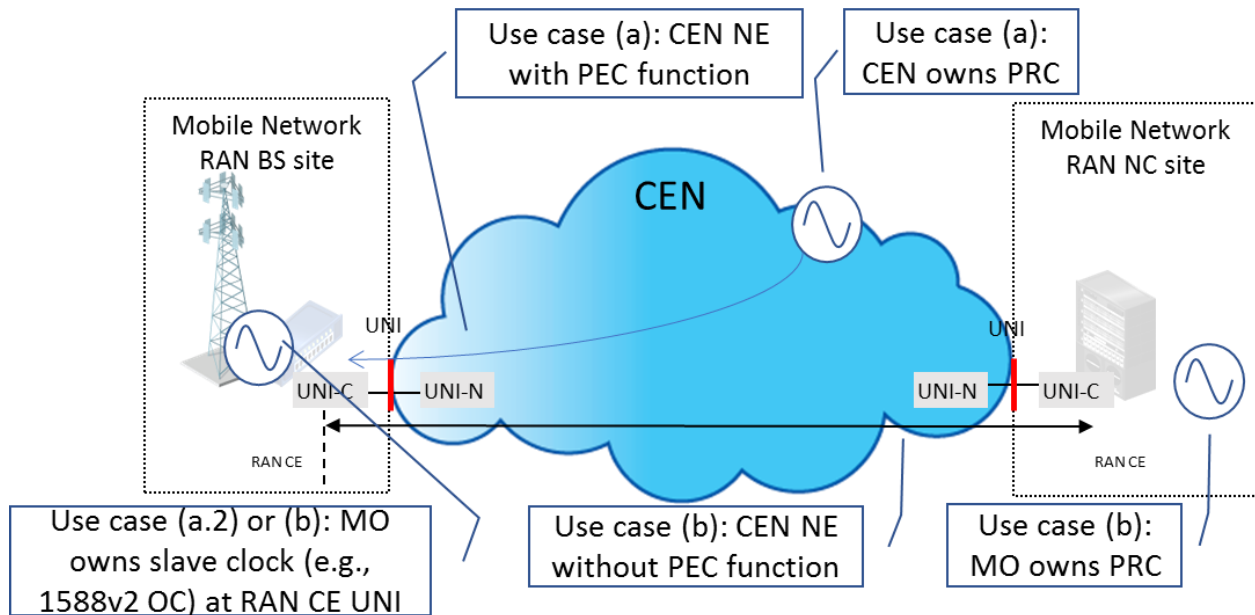 Use case (a): CEN NE
with PEC function
Use case (a):
CEN owns PRC
Mobile Network
RAN BS site
Mobile Network
RAN NC site
CEN
UNI
UNI
UNI-C
UNI-N
UNI-N
UNI-C
RAN CE
RAN CE
Use case (a.2) or (b): MO
owns slave clock (e.g.,
1588v2 OC) at RAN CE UNI
Use case (b): CEN NE
without PEC function
Use case (b):
MO owns PRC